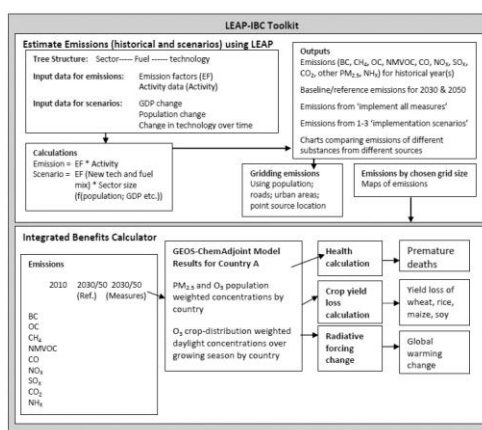 LEAP-IBC Toolkit
Estimate Emissions (historical and scenarios) using LEAP
Tree Structure: Sector----- Fuel ------ technology
Input data for emissions: Emission factors (EF)
Activity data (Activity)
Input data for scenarios: GDP change
Population change
Change in technology over time
Outputs
Emissions (BC, CH₄, OC, NMVOC, CO, NOₓ, SOₓ,
CO₂, other PM₂.₅, NH₃) for historical year(s)
Baseline/reference emissions for 2030 & 2050
Emissions from 'implement all measures'
Emissions from 1-3 'implementation scenarios'
Charts comparing emissions of different
substances from different sources
Calculations
Emission = EF * Activity
Scenario = EF (New tech and fuel
mix) * Sector size
(f(population; GDP etc.))
Gridding emissions
Using population;
roads; urban areas;
point source location
Emissions by chosen grid size
Maps of emissions
Integrated Benefits Calculator
Emissions
2010 2030/50 2030/50
(Ref.) (Measures)
BC
OC
CH₄
NMVOC
CO
NOₓ
SOₓ
CO₂
NH₃
GEOS-ChemAdjoint Model
Results for Country A
PM₂.₅ and O₃ population
weighted concentrations by
country
O₃ crop-distribution weighted
daylight concentrations over
growing season by country
Health
calculation
Crop yield
loss calculation
Radiative
forcing
change
Premature
deaths
Yield loss of
wheat, rice,
maize, soy
Global
warming
change